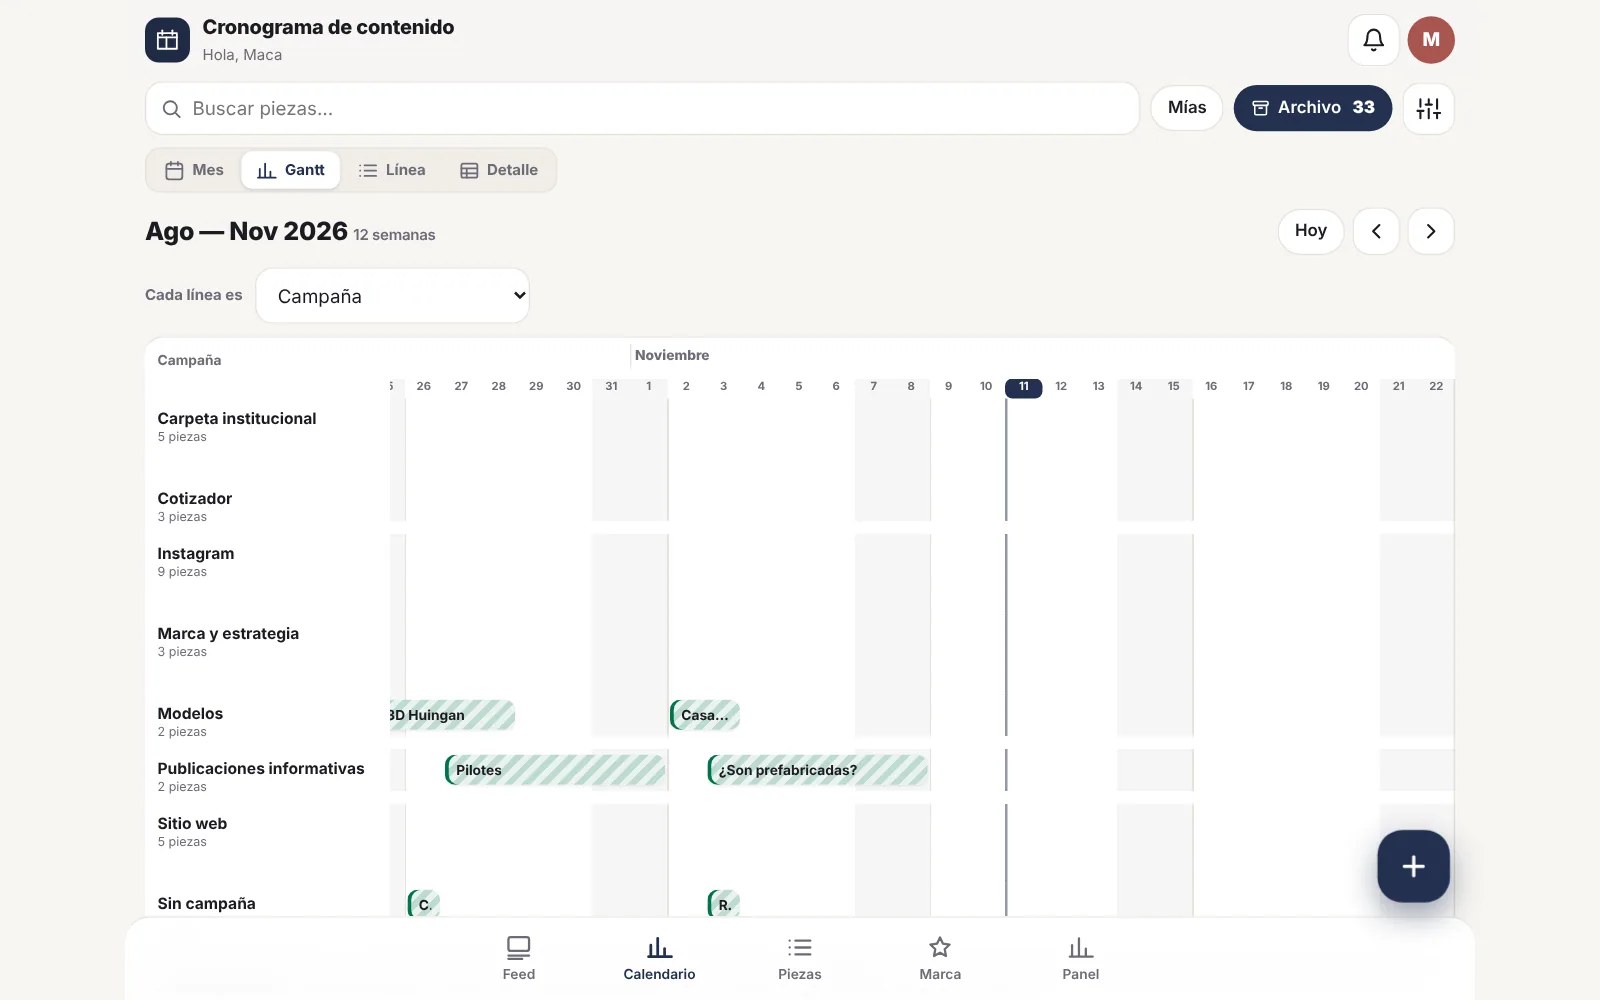 Cronograma de contenido
Hola, Maca
M
Buscar piezas...
Mías
Archivo 33
Mes
Gantt
Línea
Detalle
Ago — Nov 2026 12 semanas
Hoy
Cada línea es
Campaña
Campaña
Noviembre
26 27 28 29 30 31 1 2 3 4 5 6 7 8 9 10 11 12 13 14 15 16 17 18 19 20 21 22
Carpeta institucional
5 piezas
Cotizador
3 piezas
Instagram
9 piezas
Marca y estrategia
3 piezas
Modelos
2 piezas
3D Huingan
Casa...
Publicaciones informativas
2 piezas
Pilotes
¿Son prefabricadas?
Sitio web
5 piezas
Sin campaña
C.
R.
Feed
Calendario
Piezas
Marca
Panel